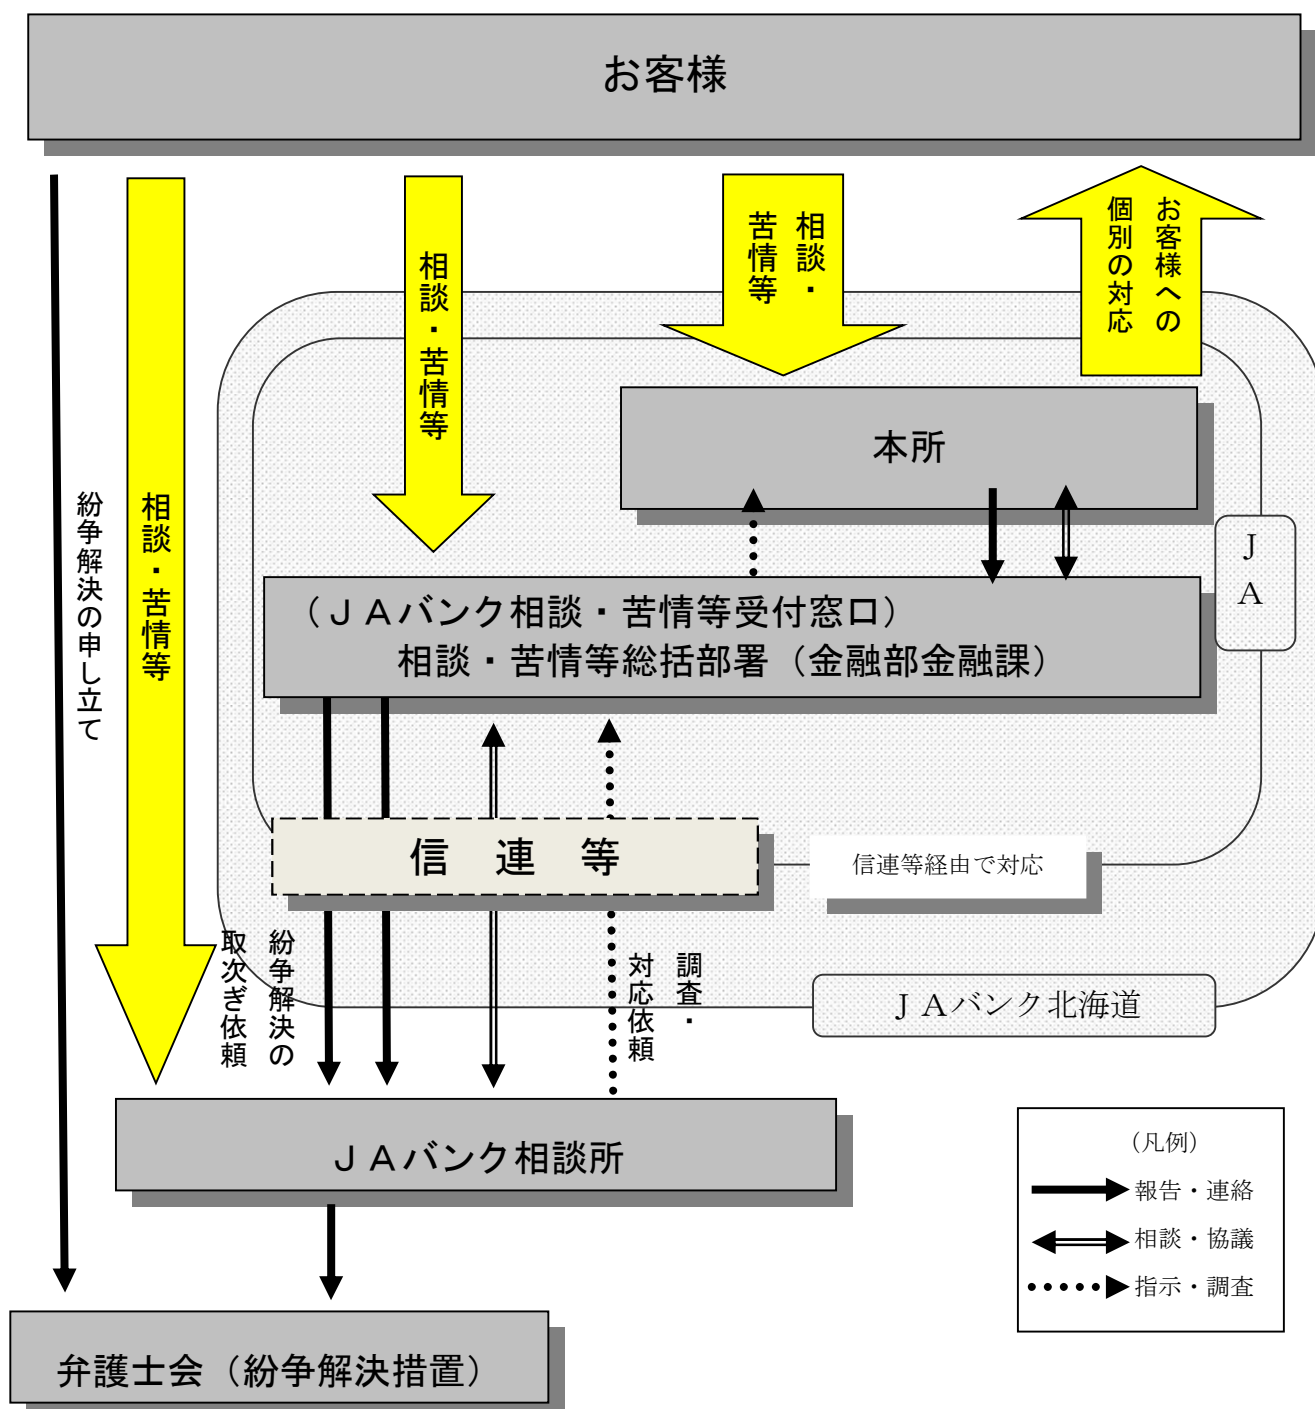 お客様
相談・
苦情等
お客様への
個別の対応
相談・苦情等
相談・苦情等
紛争解決の申し立て
本所
ＪＡ
（ＪＡバンク相談・苦情等受付窓口）
相談・苦情等総括部署（金融部金融課）
信　連　等
信連等経由で対応
紛争解決の
取次ぎ依頼
調査・
対応依頼
ＪＡバンク北海道
ＪＡバンク相談所
（凡例）
報告・連絡
相談・協議
指示・調査
弁護士会（紛争解決措置）